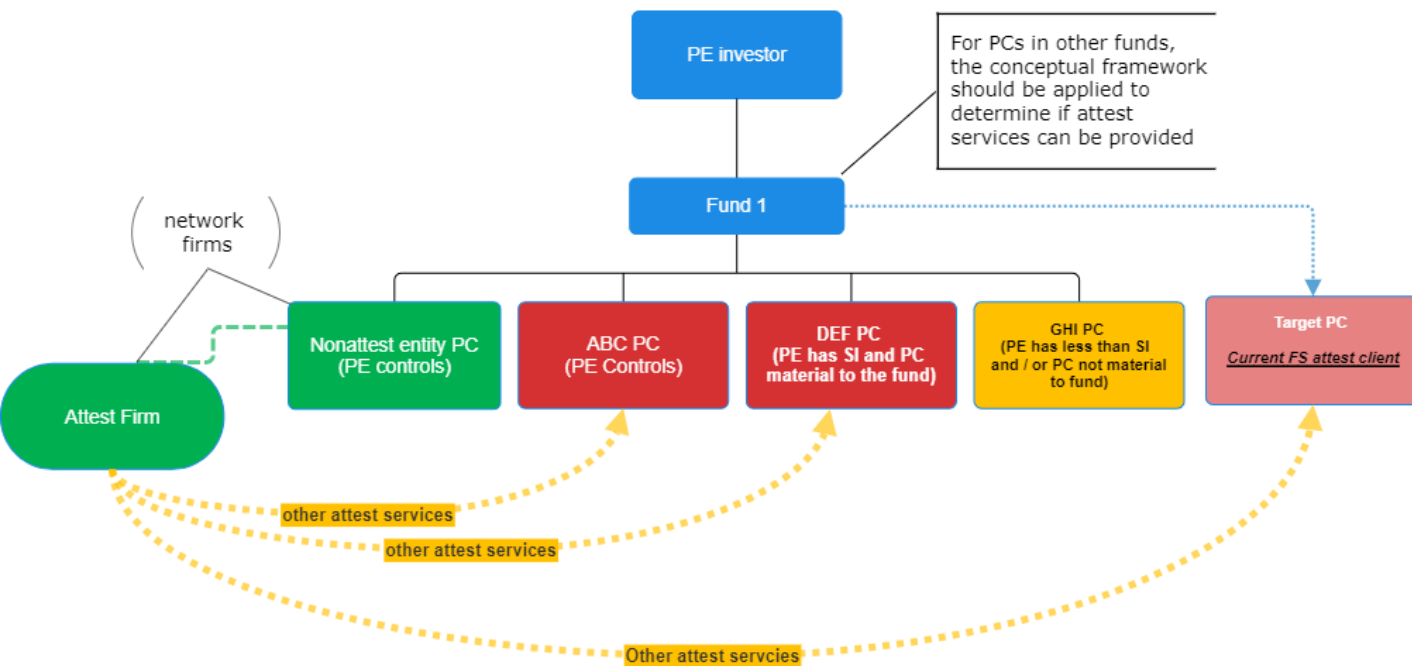 PE investor
For PCs in other funds,
the conceptual framework
should be applied to
determine if attest
services can be provided
Fund 1
network
firms
Nonattest entity PC
(PE controls)
ABC PC
(PE Controls)
DEF PC
(PE has SI and PC
material to the fund)
GHI PC
(PE has less than SI
and / or PC not material
to fund)
Target PC
Current FS attest client
Attest Firm
other attest services
other attest services
Other attest servcies